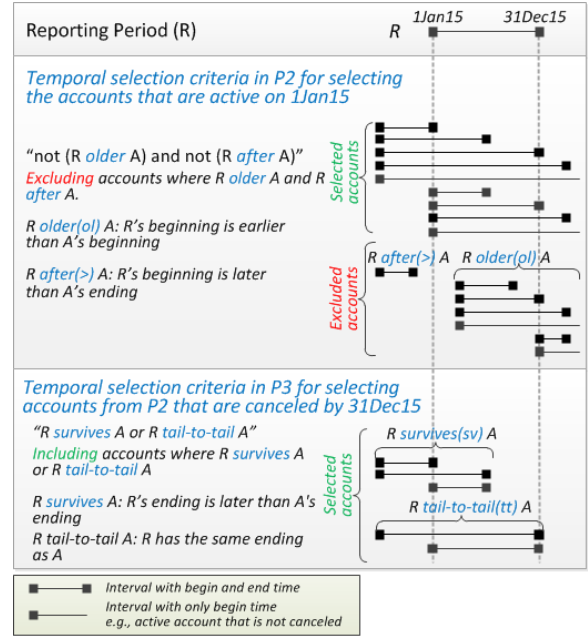 1Jan15 31Dec15
Reporting Period (R) R
Temporal selection criteria in P2 for selecting
the accounts that are active on 1Jan15
“not (R older A) and not (R after A)”
Excluding accounts where R older A and R
after A.
R older(ol) A: R’s beginning is earlier
than A’s beginning
R after(>) A: R’s beginning is later
than A’s ending
Selected
accounts
R after(>) A R older(ol) A
Excluded
accounts
Temporal selection criteria in P3 for selecting
accounts from P2 that are canceled by 31Dec15
“R survives A or R tail-to-tail A”
Including accounts where R survives A
or R tail-to-tail A
R survives A: R’s ending is later than A's
ending
R tail-to-tail A: R has the same ending
as A
Selected
accounts
R survives(sv) A
R tail-to-tail(tt) A
Interval with begin and end time
Interval with only begin time
e.g., active account that is not canceled